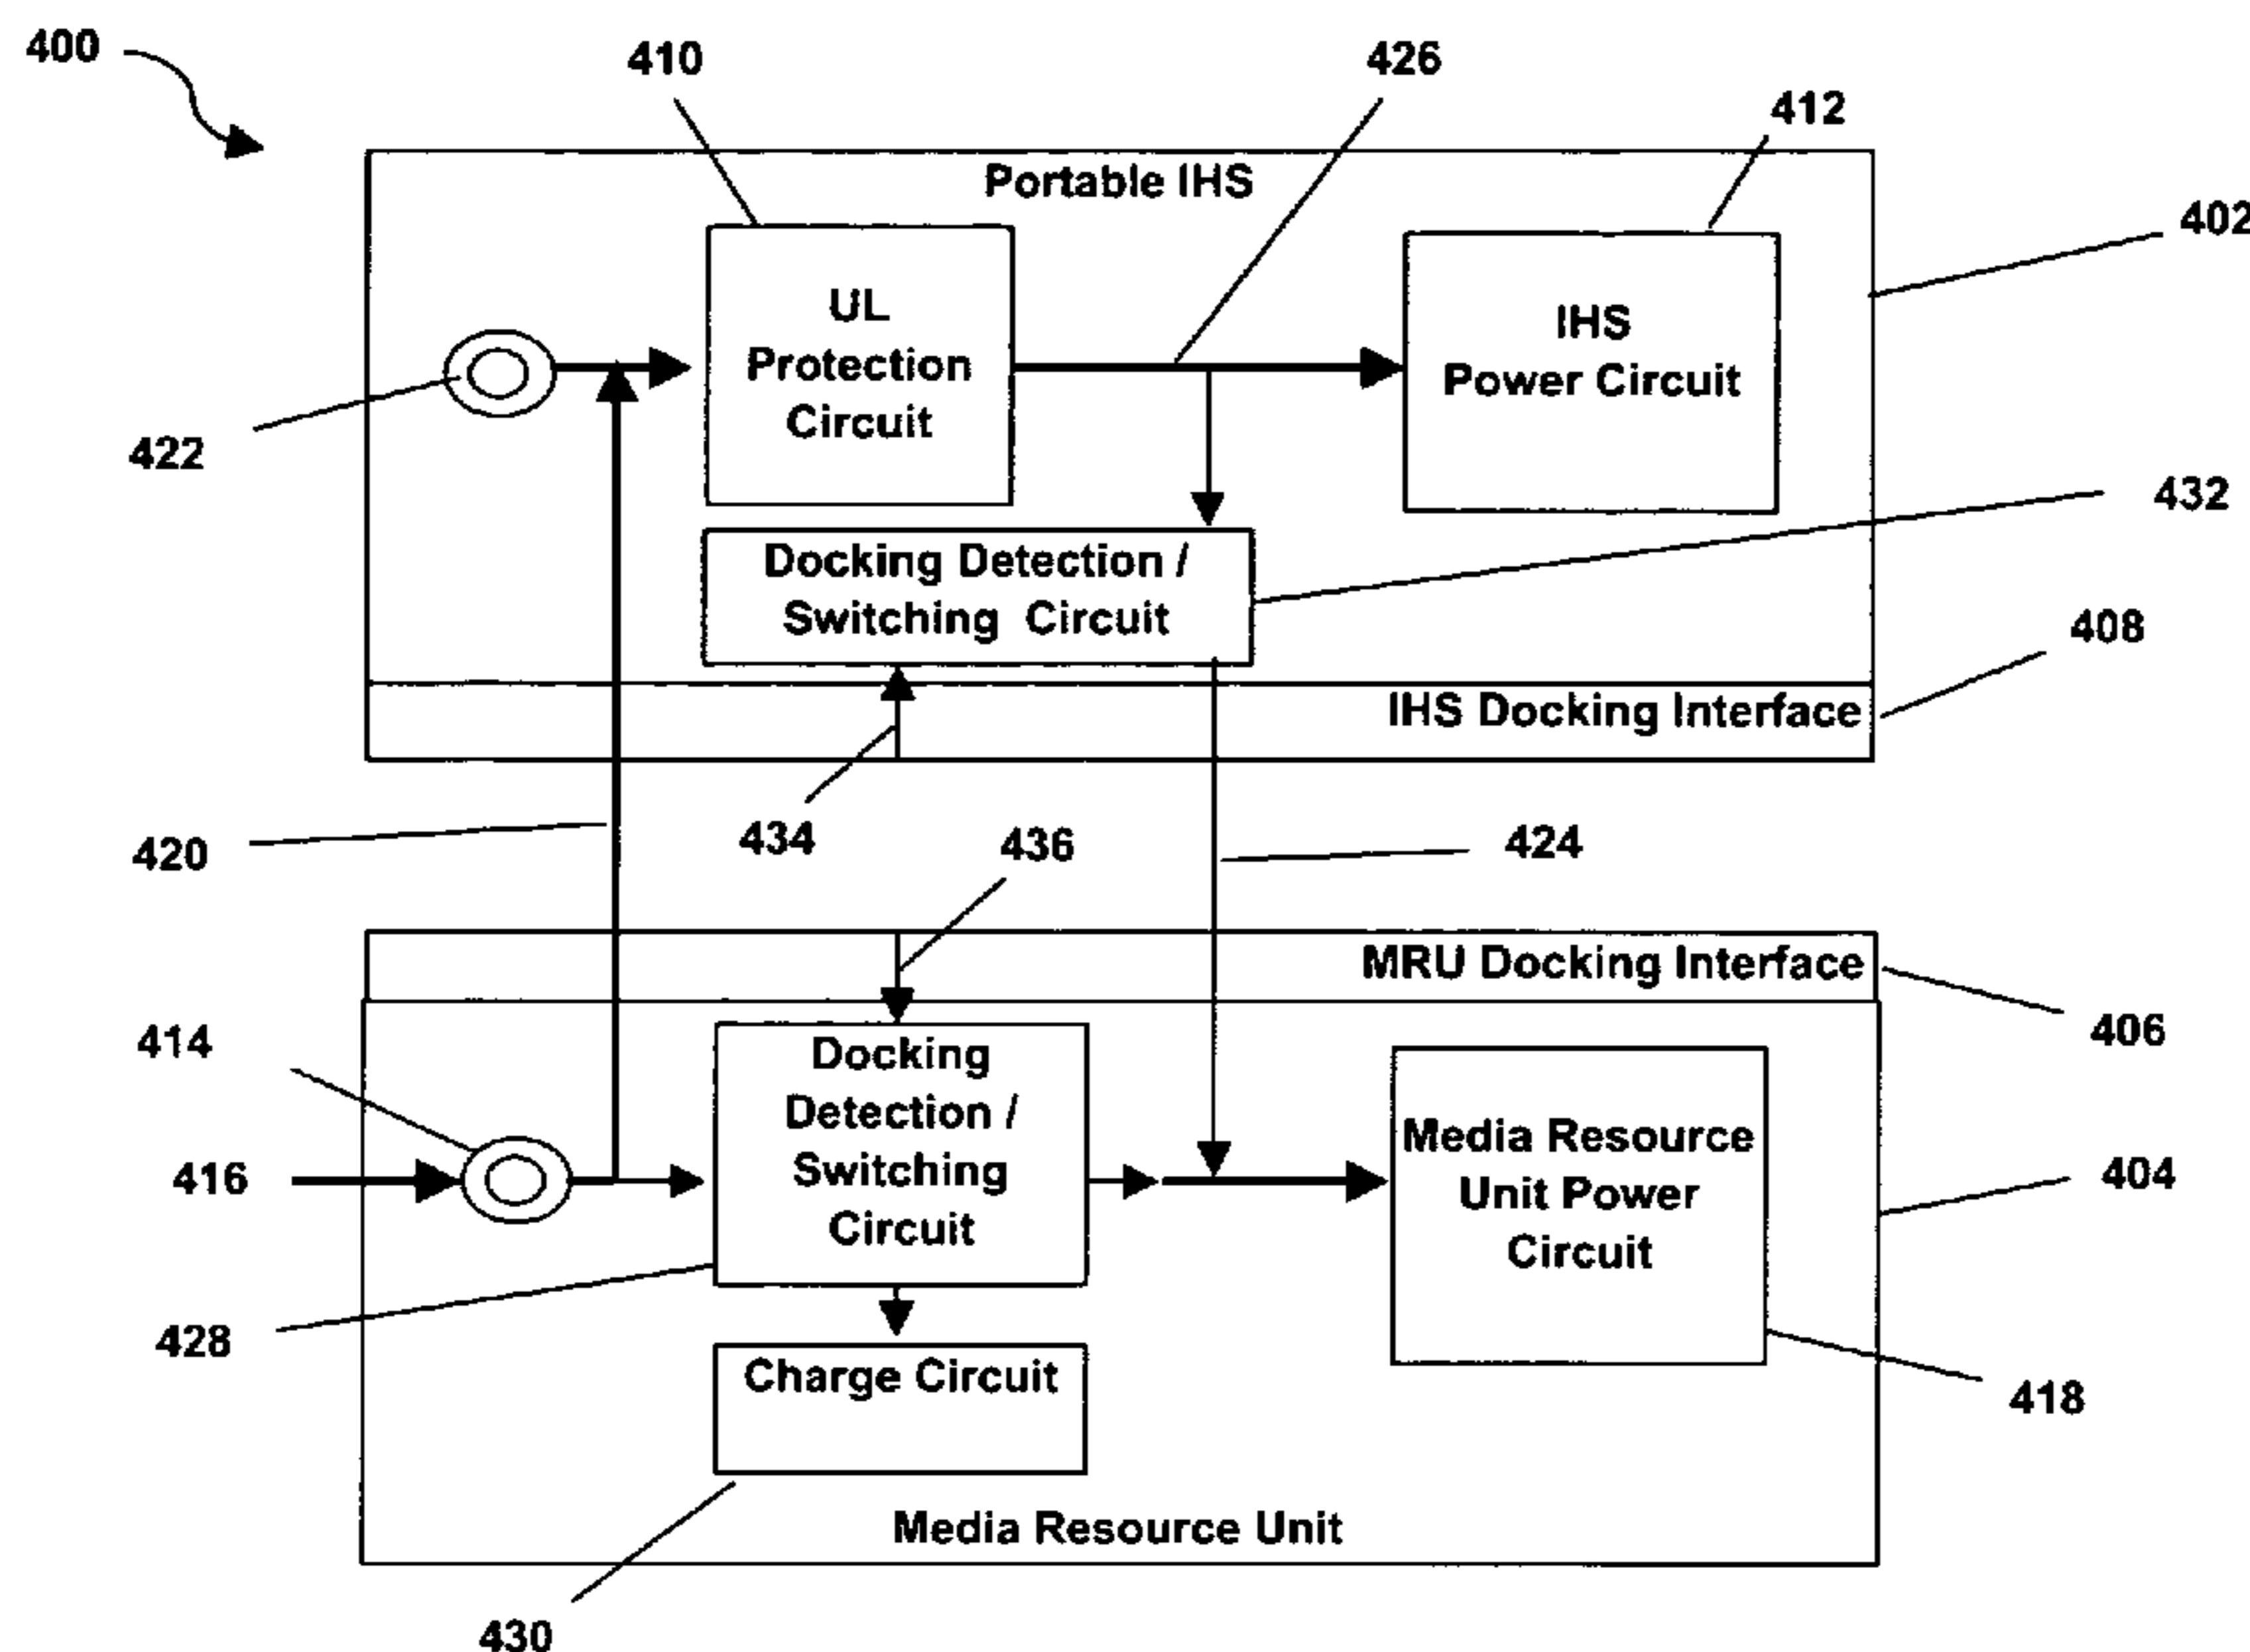 400
410
426
412
Portable IHS
402
UL
Protection
Circuit
IHS
Power Circuit
422
432
Docking Detection /
Switching Circuit
408
IHS Docking Interface
420
434
436
424
MRU Docking Interface
406
414
Docking
Detection /
Switching
Circuit
Media Resource
Unit Power
Circuit
416
404
428
Charge Circuit
418
Media Resource Unit
430